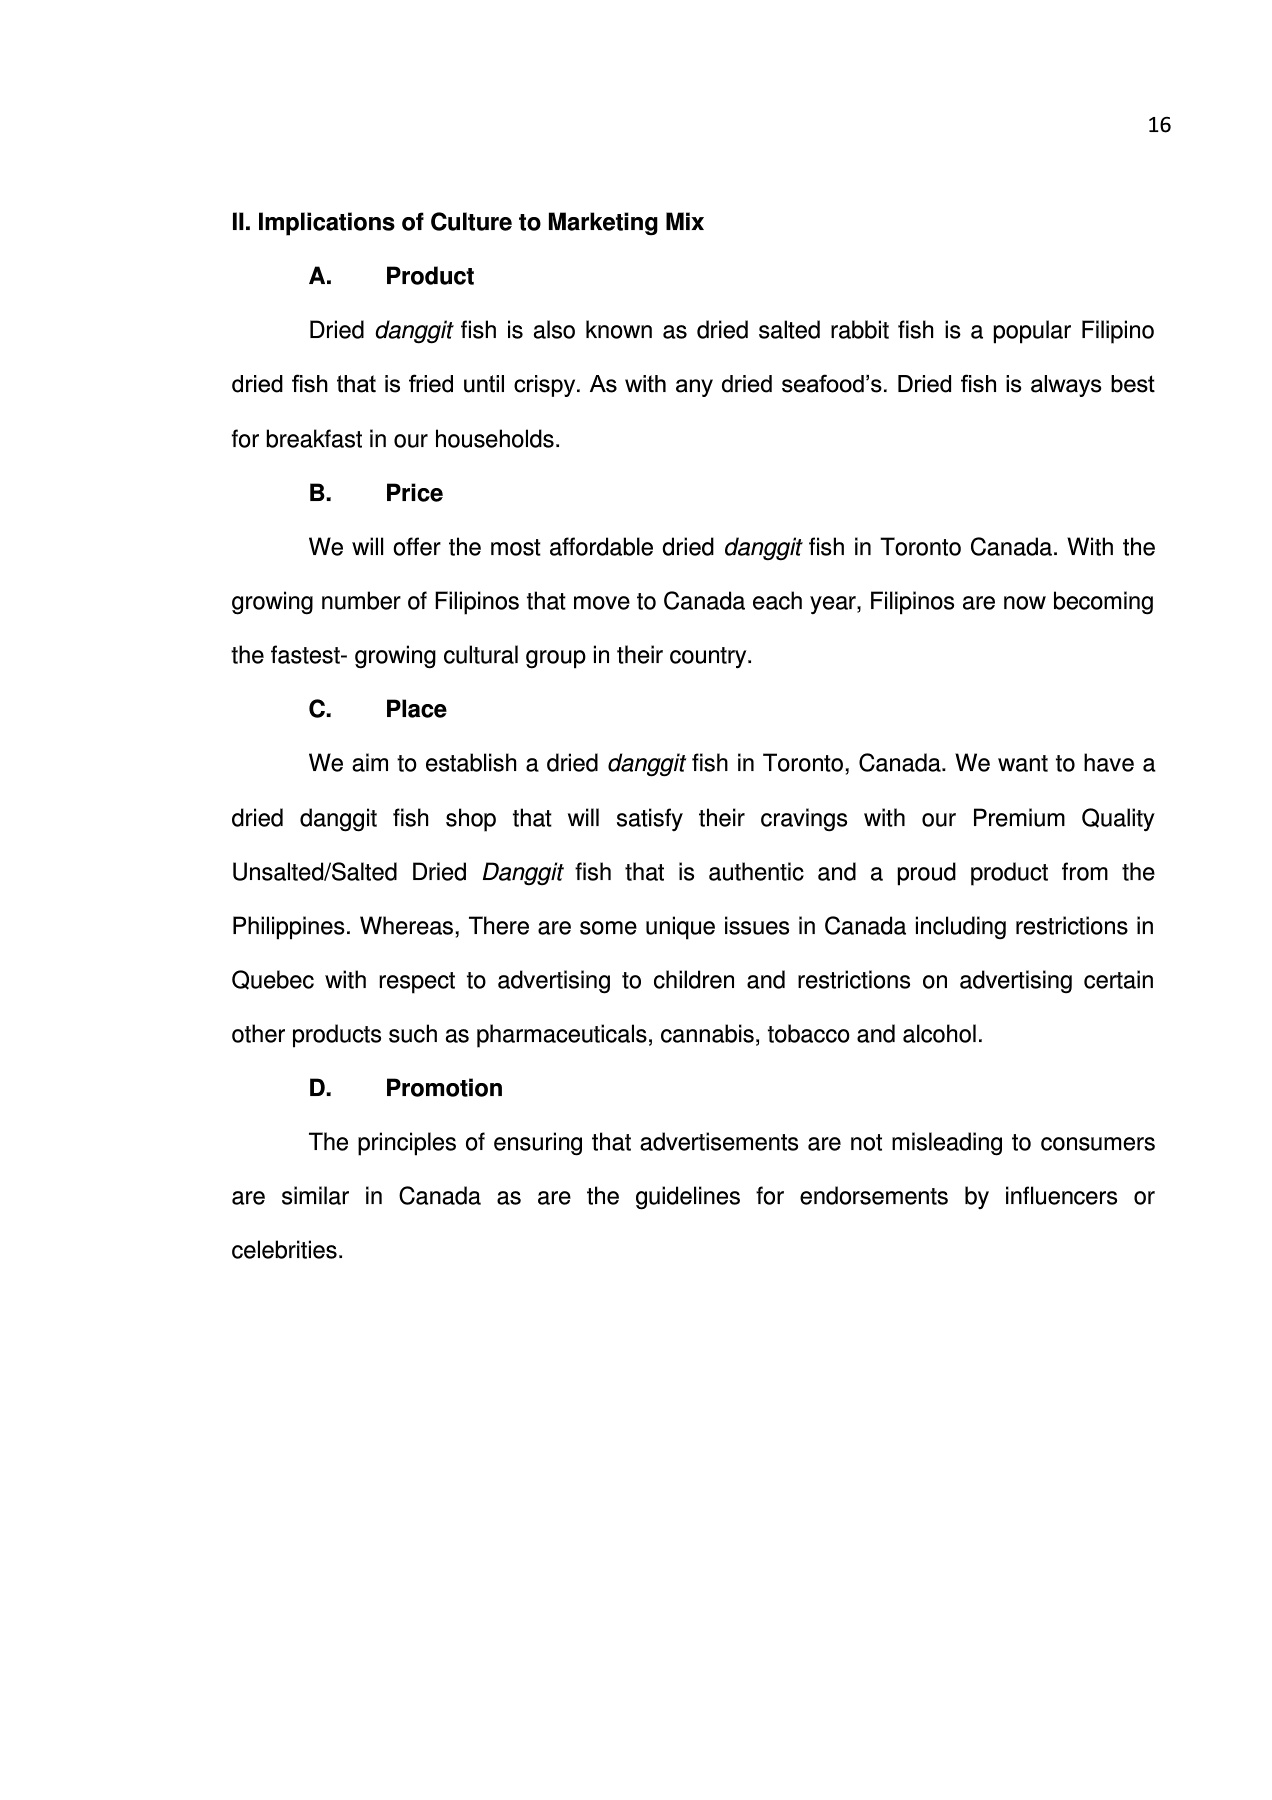 16
II. Implications of Culture to Marketing Mix
A. Product
Dried danggit fish is also known as dried salted rabbit fish is a popular Filipino
dried fish that is fried until crispy. As with any dried seafood’s. Dried fish is always best
for breakfast in our households.
B. Price
We will offer the most affordable dried danggit fish in Toronto Canada. With the
growing number of Filipinos that move to Canada each year, Filipinos are now becoming
the fastest- growing cultural group in their country.
C. Place
We aim to establish a dried danggit fish in Toronto, Canada. We want to have a
dried danggit fish shop that will satisfy their cravings with our Premium Quality
Unsalted/Salted Dried Danggit fish that is authentic and a proud product from the
Philippines. Whereas, There are some unique issues in Canada including restrictions in
Quebec with respect to advertising to children and restrictions on advertising certain
other products such as pharmaceuticals, cannabis, tobacco and alcohol.
D. Promotion
The principles of ensuring that advertisements are not misleading to consumers
are similar in Canada as are the guidelines for endorsements by influencers or
celebrities.